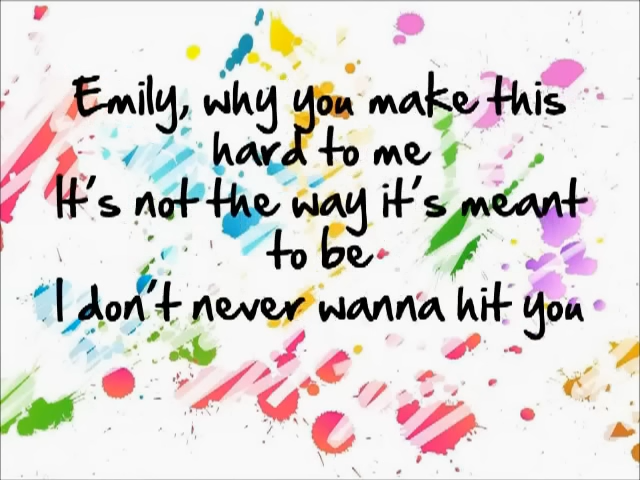 Emily, why you make this
hard to me
It's not the way it's meant
to be
I don't never wanna hit you